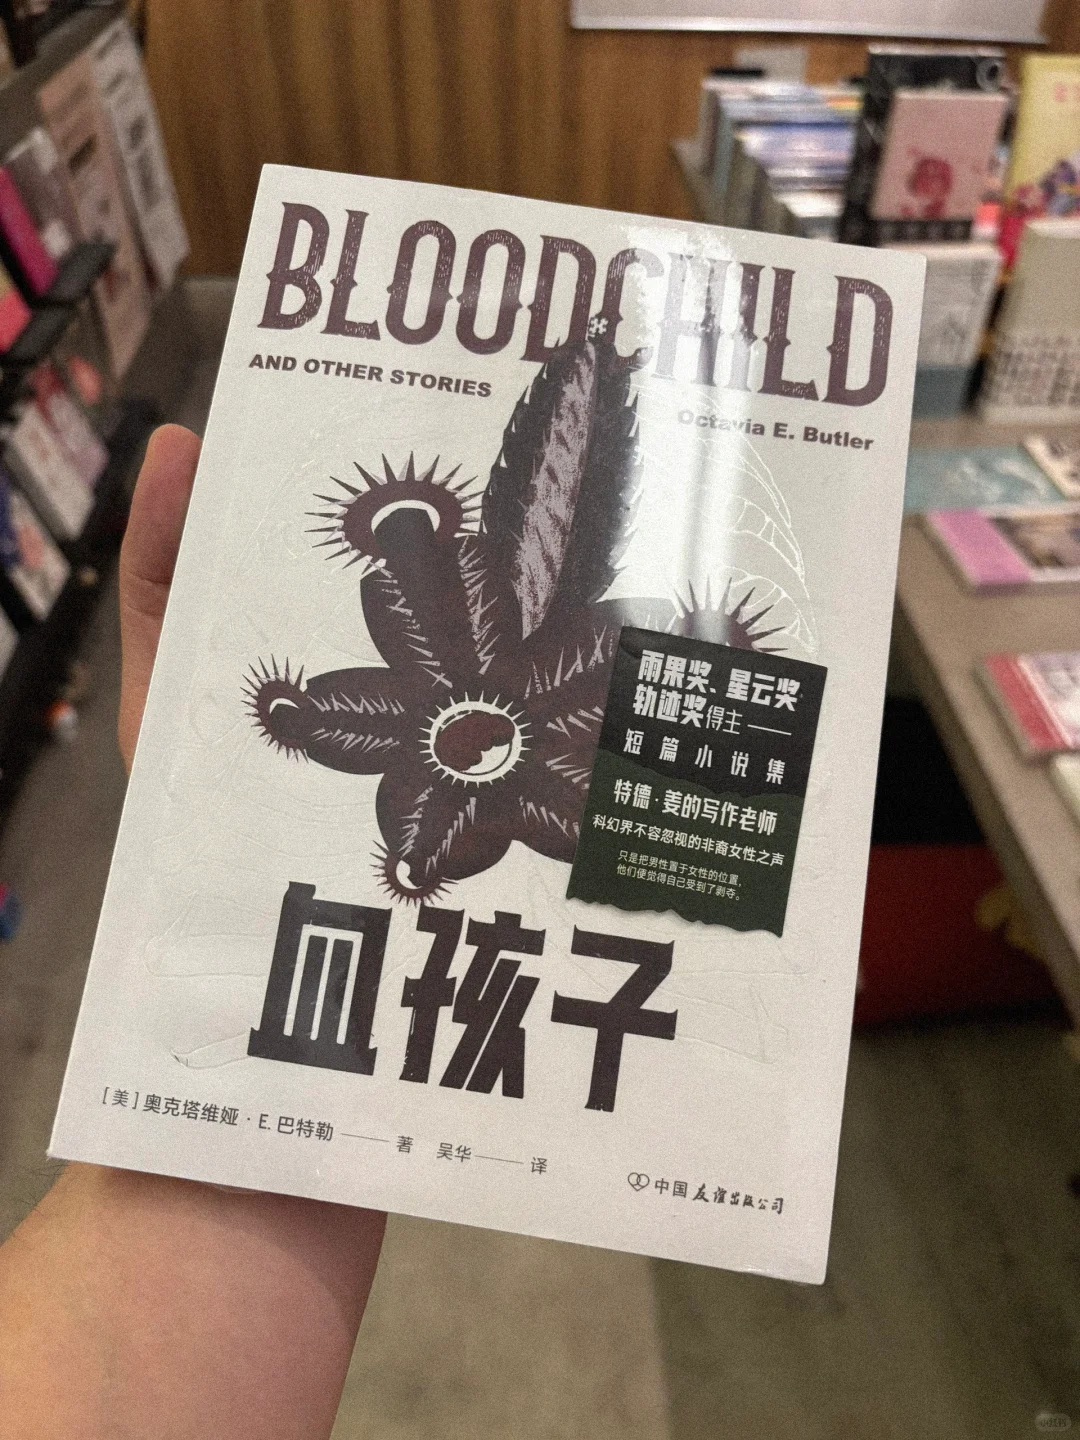 BLOODCHILD
AND OTHER STORIES
Octavia E. Butler
雨果奖、星云奖、
轨迹奖得主——
短篇小说集
特德·姜的写作老师
科幻界不容忽视的非裔女性之声
只是把男性置于女性的位置，
他们便觉得自己受到了剥夺。
血孩子
[美]奥克塔维娅·E. 巴特勒——著 吴华——译
中国友谊出版公司
小红书